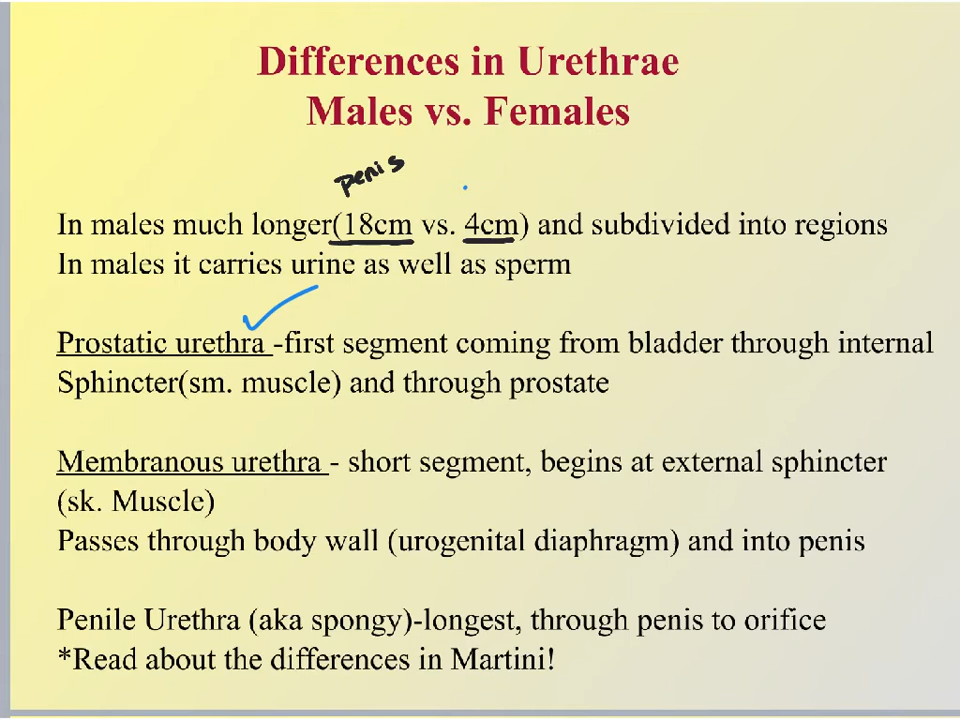 Differences in Urethrae
Males vs. Females
penis
In males much longer(18cm vs. 4cm) and subdivided into regions
In males it carries urine as well as sperm
Prostatic urethra -first segment coming from bladder through internal
Sphincter(sm. muscle) and through prostate
Membranous urethra - short segment, begins at external sphincter
(sk. Muscle)
Passes through body wall (urogenital diaphragm) and into penis
Penile Urethra (aka spongy)-longest, through penis to orifice
*Read about the differences in Martini!